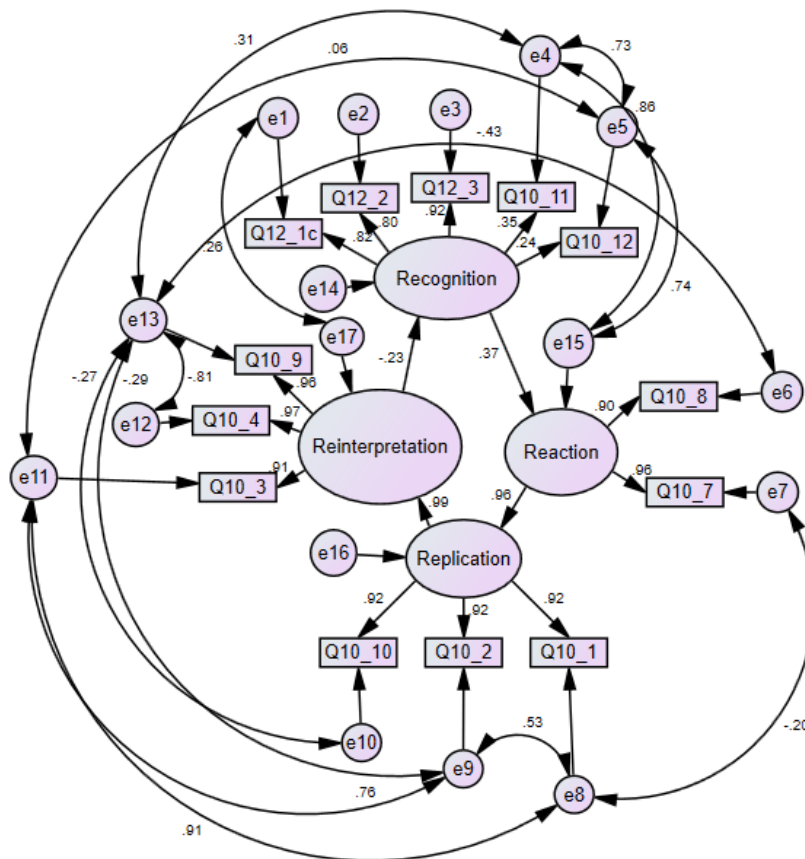 .31
e4
.73
.06
e1
e2
e3
.86
e5
-.43
Q12_2
Q12_3
Q10_11
.80
.92
.35
Q12_1c
.82
.24
Q10_12
.26
Recognition
e14
.74
e13
e17
e15
-.23
.37
Q10_9
-.27
-.29
-.81
.96
Q10_8
e6
.90
e12
Q10_4
.97
Reinterpretation
Reaction
.91
.96
e11
Q10_3
Q10_7
e7
.99
.96
e16
Replication
.92
.92
.92
Q10_10
Q10_2
Q10_1
e10
.53
-.20
e9
.76
e8
.91